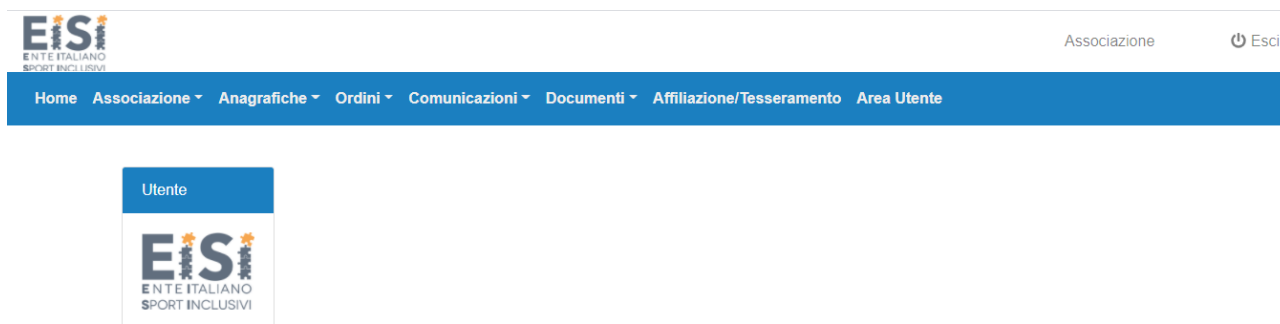 EiSi
ENTE ITALIANO
SPORT INCLUSIVI
Associazione Esci
Home Associazione Anagrafiche Ordini Comunicazioni Documenti Affiliazione/Tesseramento Area Utente
Utente
EiSi
ENTE ITALIANO
SPORT INCLUSIVI